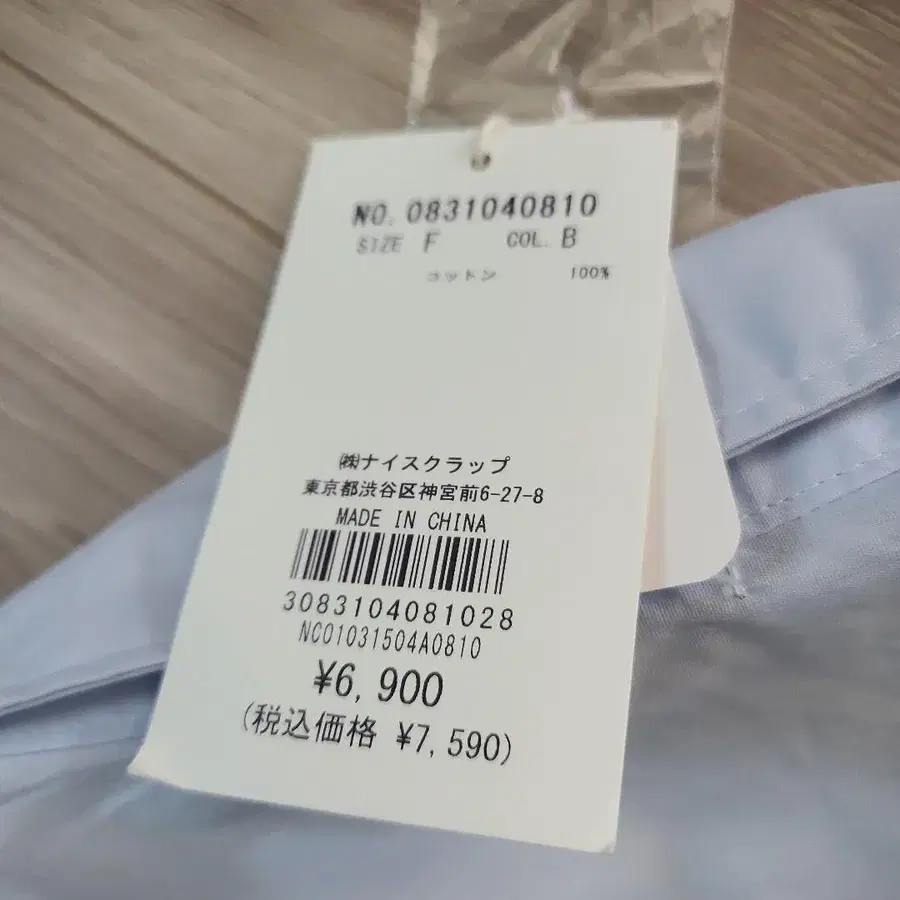 NO. 0831040810
SIZE F COL. B
コットン 100%
㈱ナイスクラップ
東京都渋谷区神宮前6-27-8
MADE IN CHINA
3083104081028
NC01031504A0810
¥6,900
(税込価格 ¥7,590)